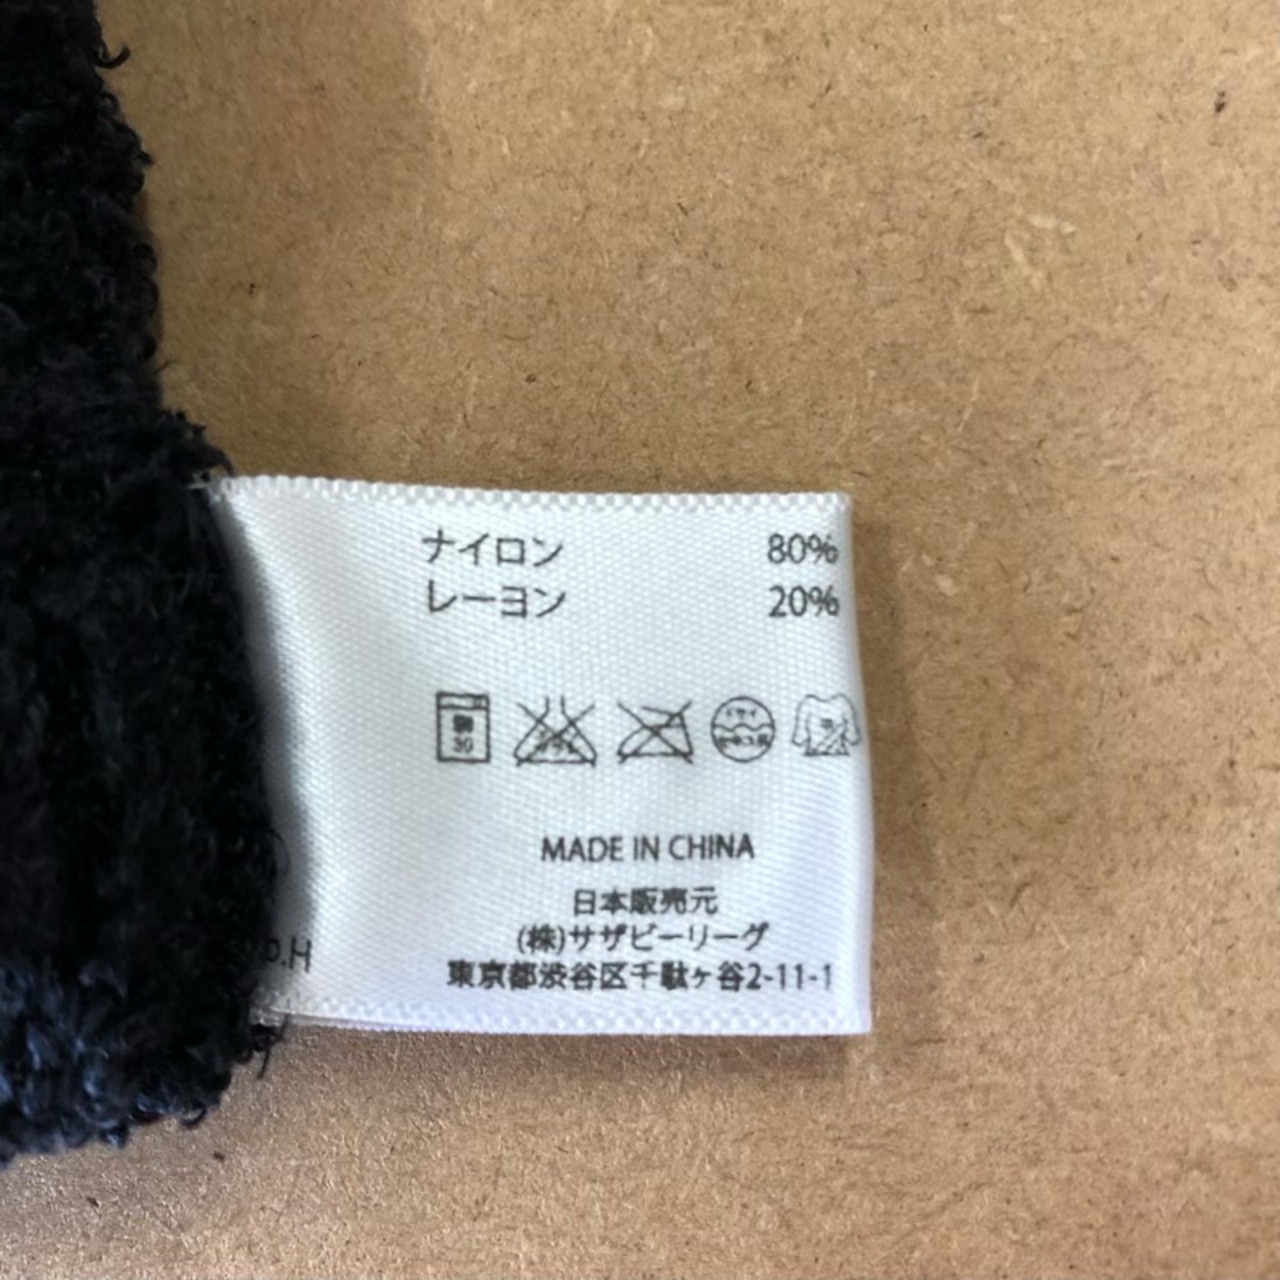 ナイロン 80%
レーヨン 20%
30
MADE IN CHINA
日本販売元
(株)サザビーリーグ
東京都渋谷区千駄ヶ谷2-11-1
p.H